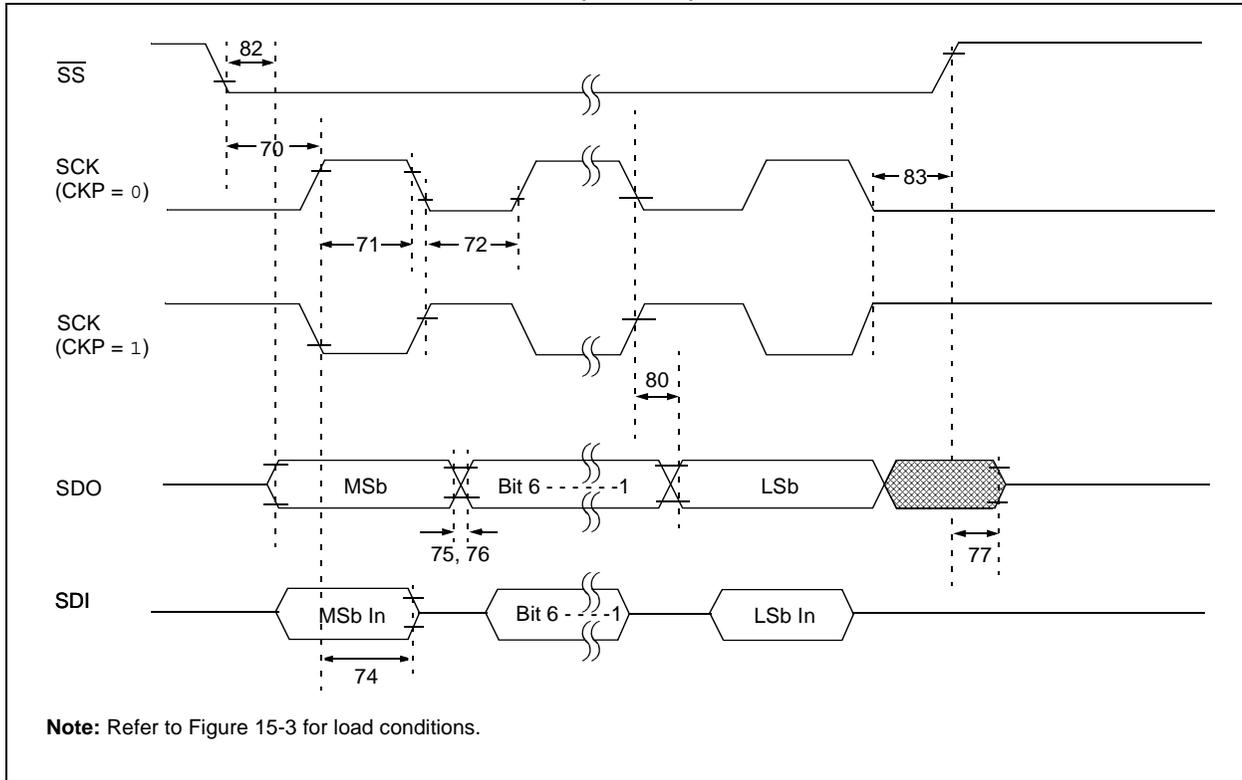 82
SS
70
SCK
(CKP = 0)
83
71
72
SCK
(CKP = 1)
80
SDO
MSb
Bit 6 - - - - - -1
LSb
75, 76
77
SDI
MSb In
Bit 6 - - - -1
LSb In
74
Note: Refer to Figure 15-3 for load conditions.